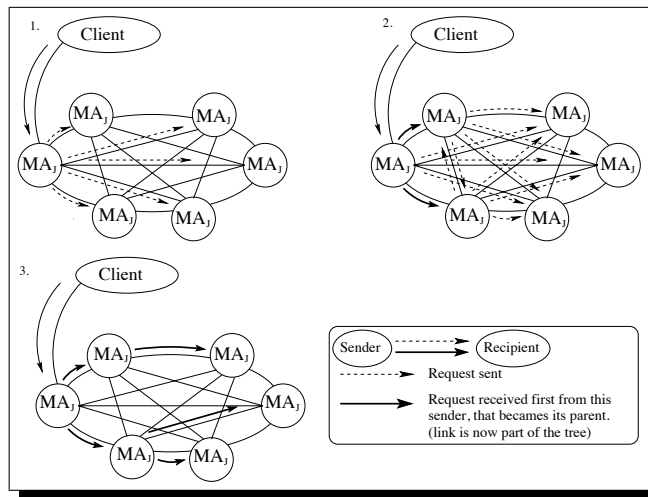 1.
Client
MAJ
MAJ
MAJ
MAJ
MAJ
MAJ
2.
Client
MAJ
MAJ
MAJ
MAJ
MAJ
MAJ
3.
Client
MAJ
MAJ
MAJ
MAJ
MAJ
MAJ
Sender
Recipient
Request sent
Request received first from this
sender, that becames its parent.
(link is now part of the tree)